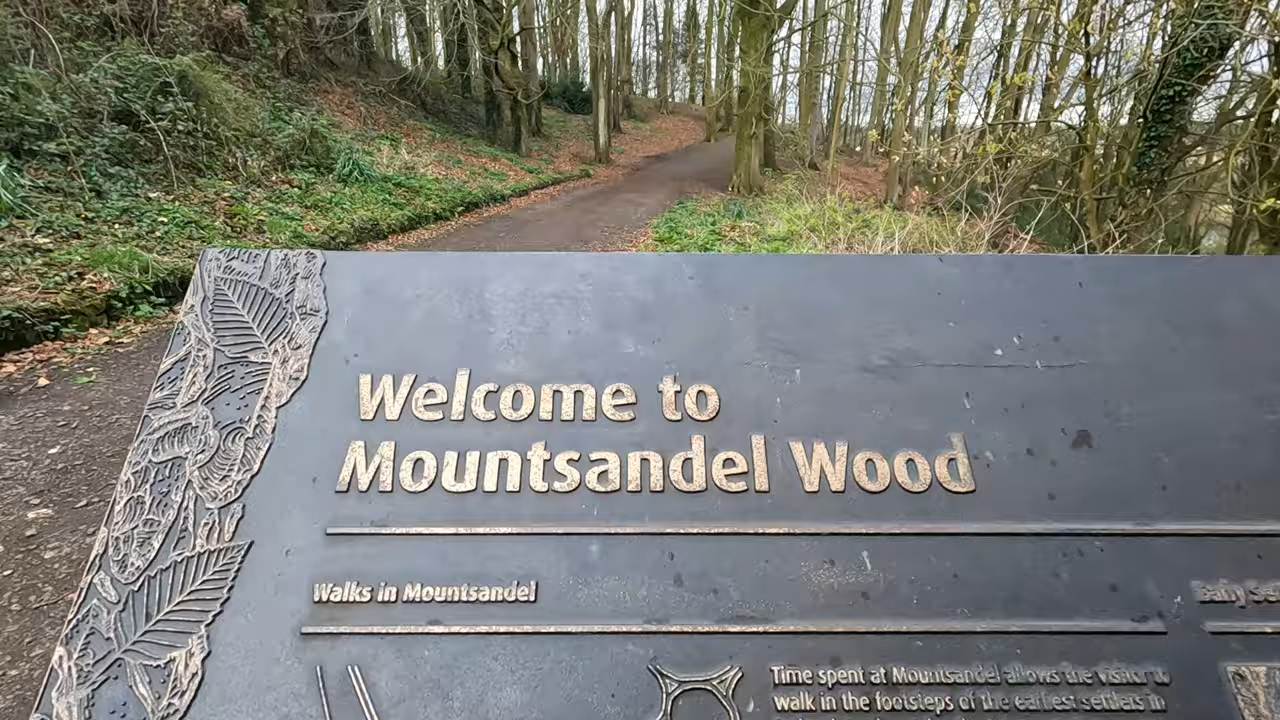 Welcome to
Mountsandel Wood
Walks in Mountsandel
Early
Time spent at Mountsandel allows the visitor to
walk in the footsteps of the earliest settlers in